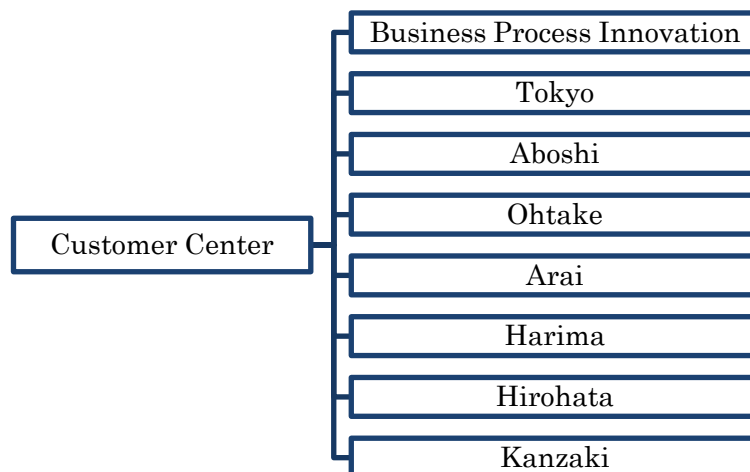 Business Process Innovation
Tokyo
Aboshi
Ohtake
Customer Center
Arai
Harima
Hirohata
Kanzaki